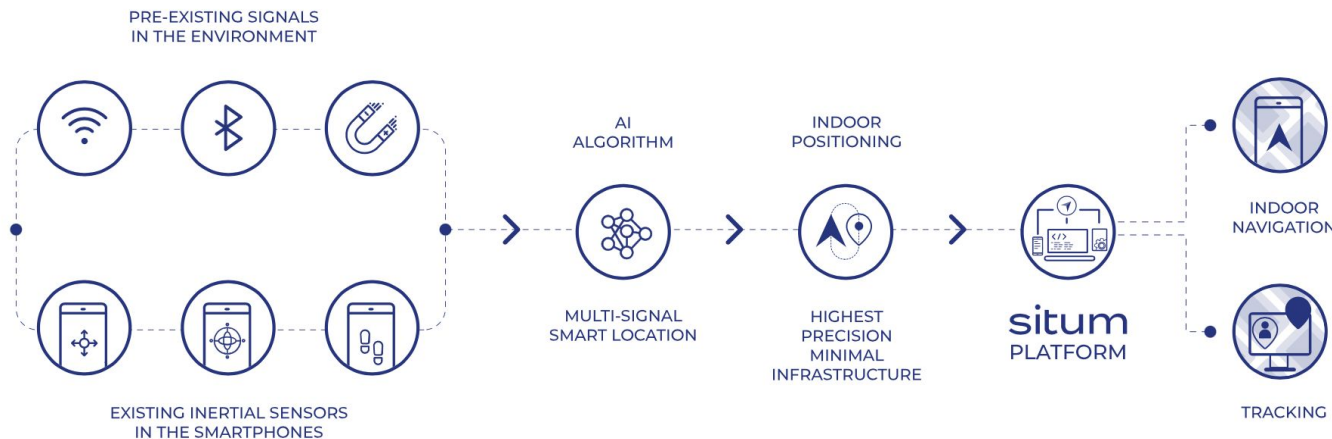 PRE-EXISTING SIGNALS
IN THE ENVIRONMENT
EXISTING INERTIAL SENSORS
IN THE SMARTPHONES
AI
ALGORITHM
MULTI-SIGNAL
SMART LOCATION
INDOOR
POSITIONING
HIGHEST
PRECISION
MINIMAL
INFRASTRUCTURE
</>
situm
PLATFORM
INDOOR
NAVIGATION
TRACKING